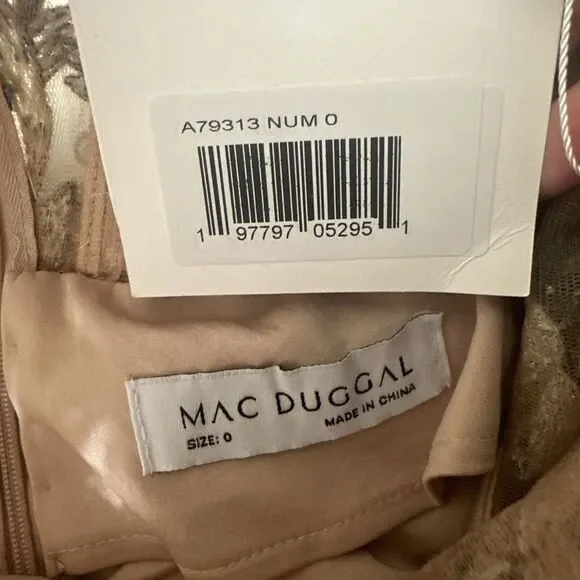 A79313 NUM 0
1 97797 05295 1
MAC DUGGAL
SIZE: 0 MADE IN CHINA